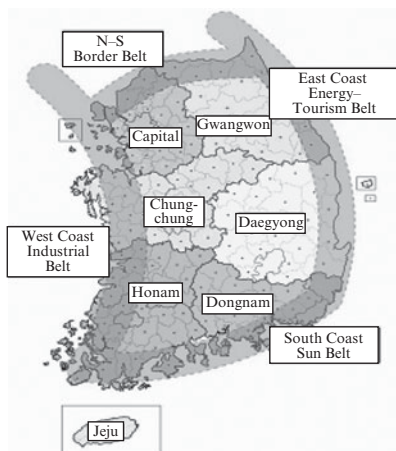 N–S
Border Belt
East Coast
Energy–
Tourism Belt
Capital
Gwangwon
Chung-
chung
Daegyong
West Coast
Industrial
Belt
Honam
Dongnam
South Coast
Sun Belt
Jeju